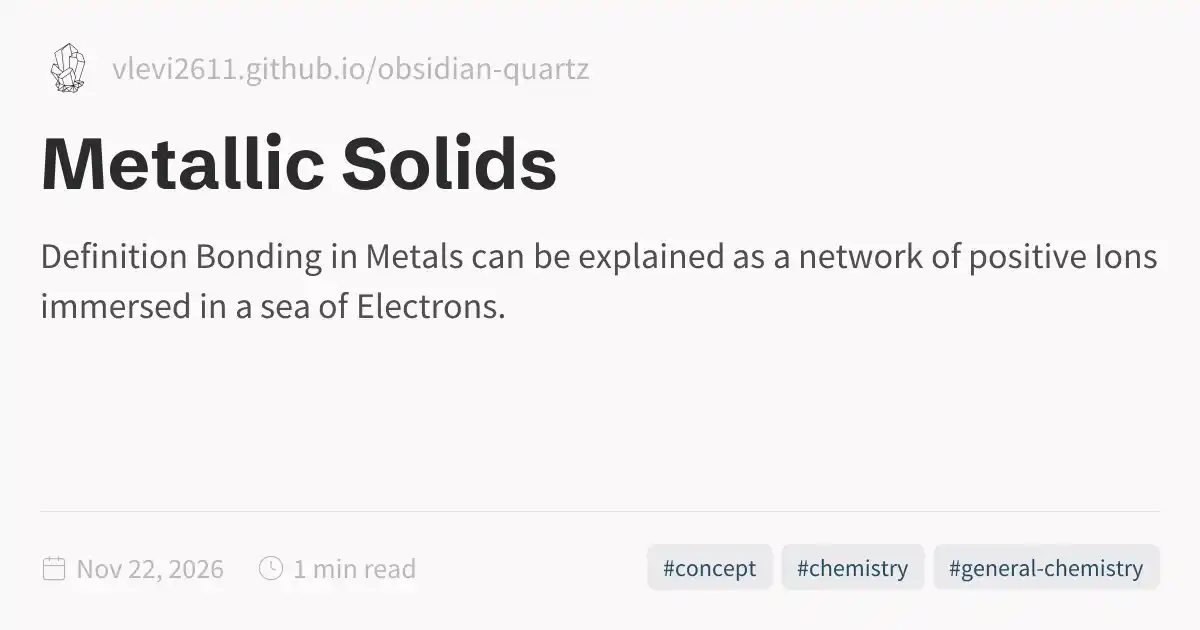 vlevi2611.github.io/obsidian-quartz
Metallic Solids
Definition Bonding in Metals can be explained as a network of positive Ions
immersed in a sea of Electrons.
Nov 22, 2026 1 min read #concept #chemistry #general-chemistry